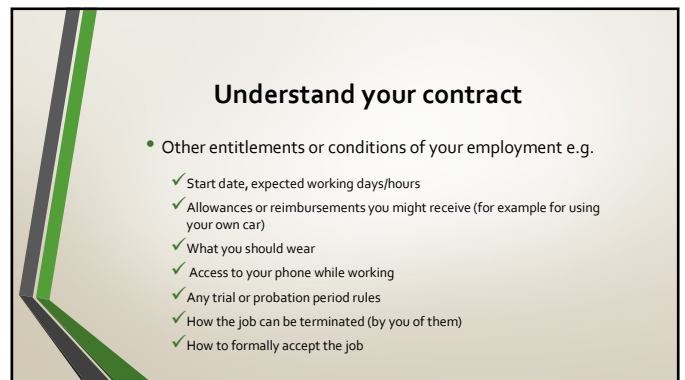 Understand your contract
• Other entitlements or conditions of your employment e.g.
✓Start date, expected working days/hours
✓Allowances or reimbursements you might receive (for example for using
your own car)
✓What you should wear
✓ Access to your phone while working
✓Any trial or probation period rules
✓How the job can be terminated (by you of them)
✓How to formally accept the job